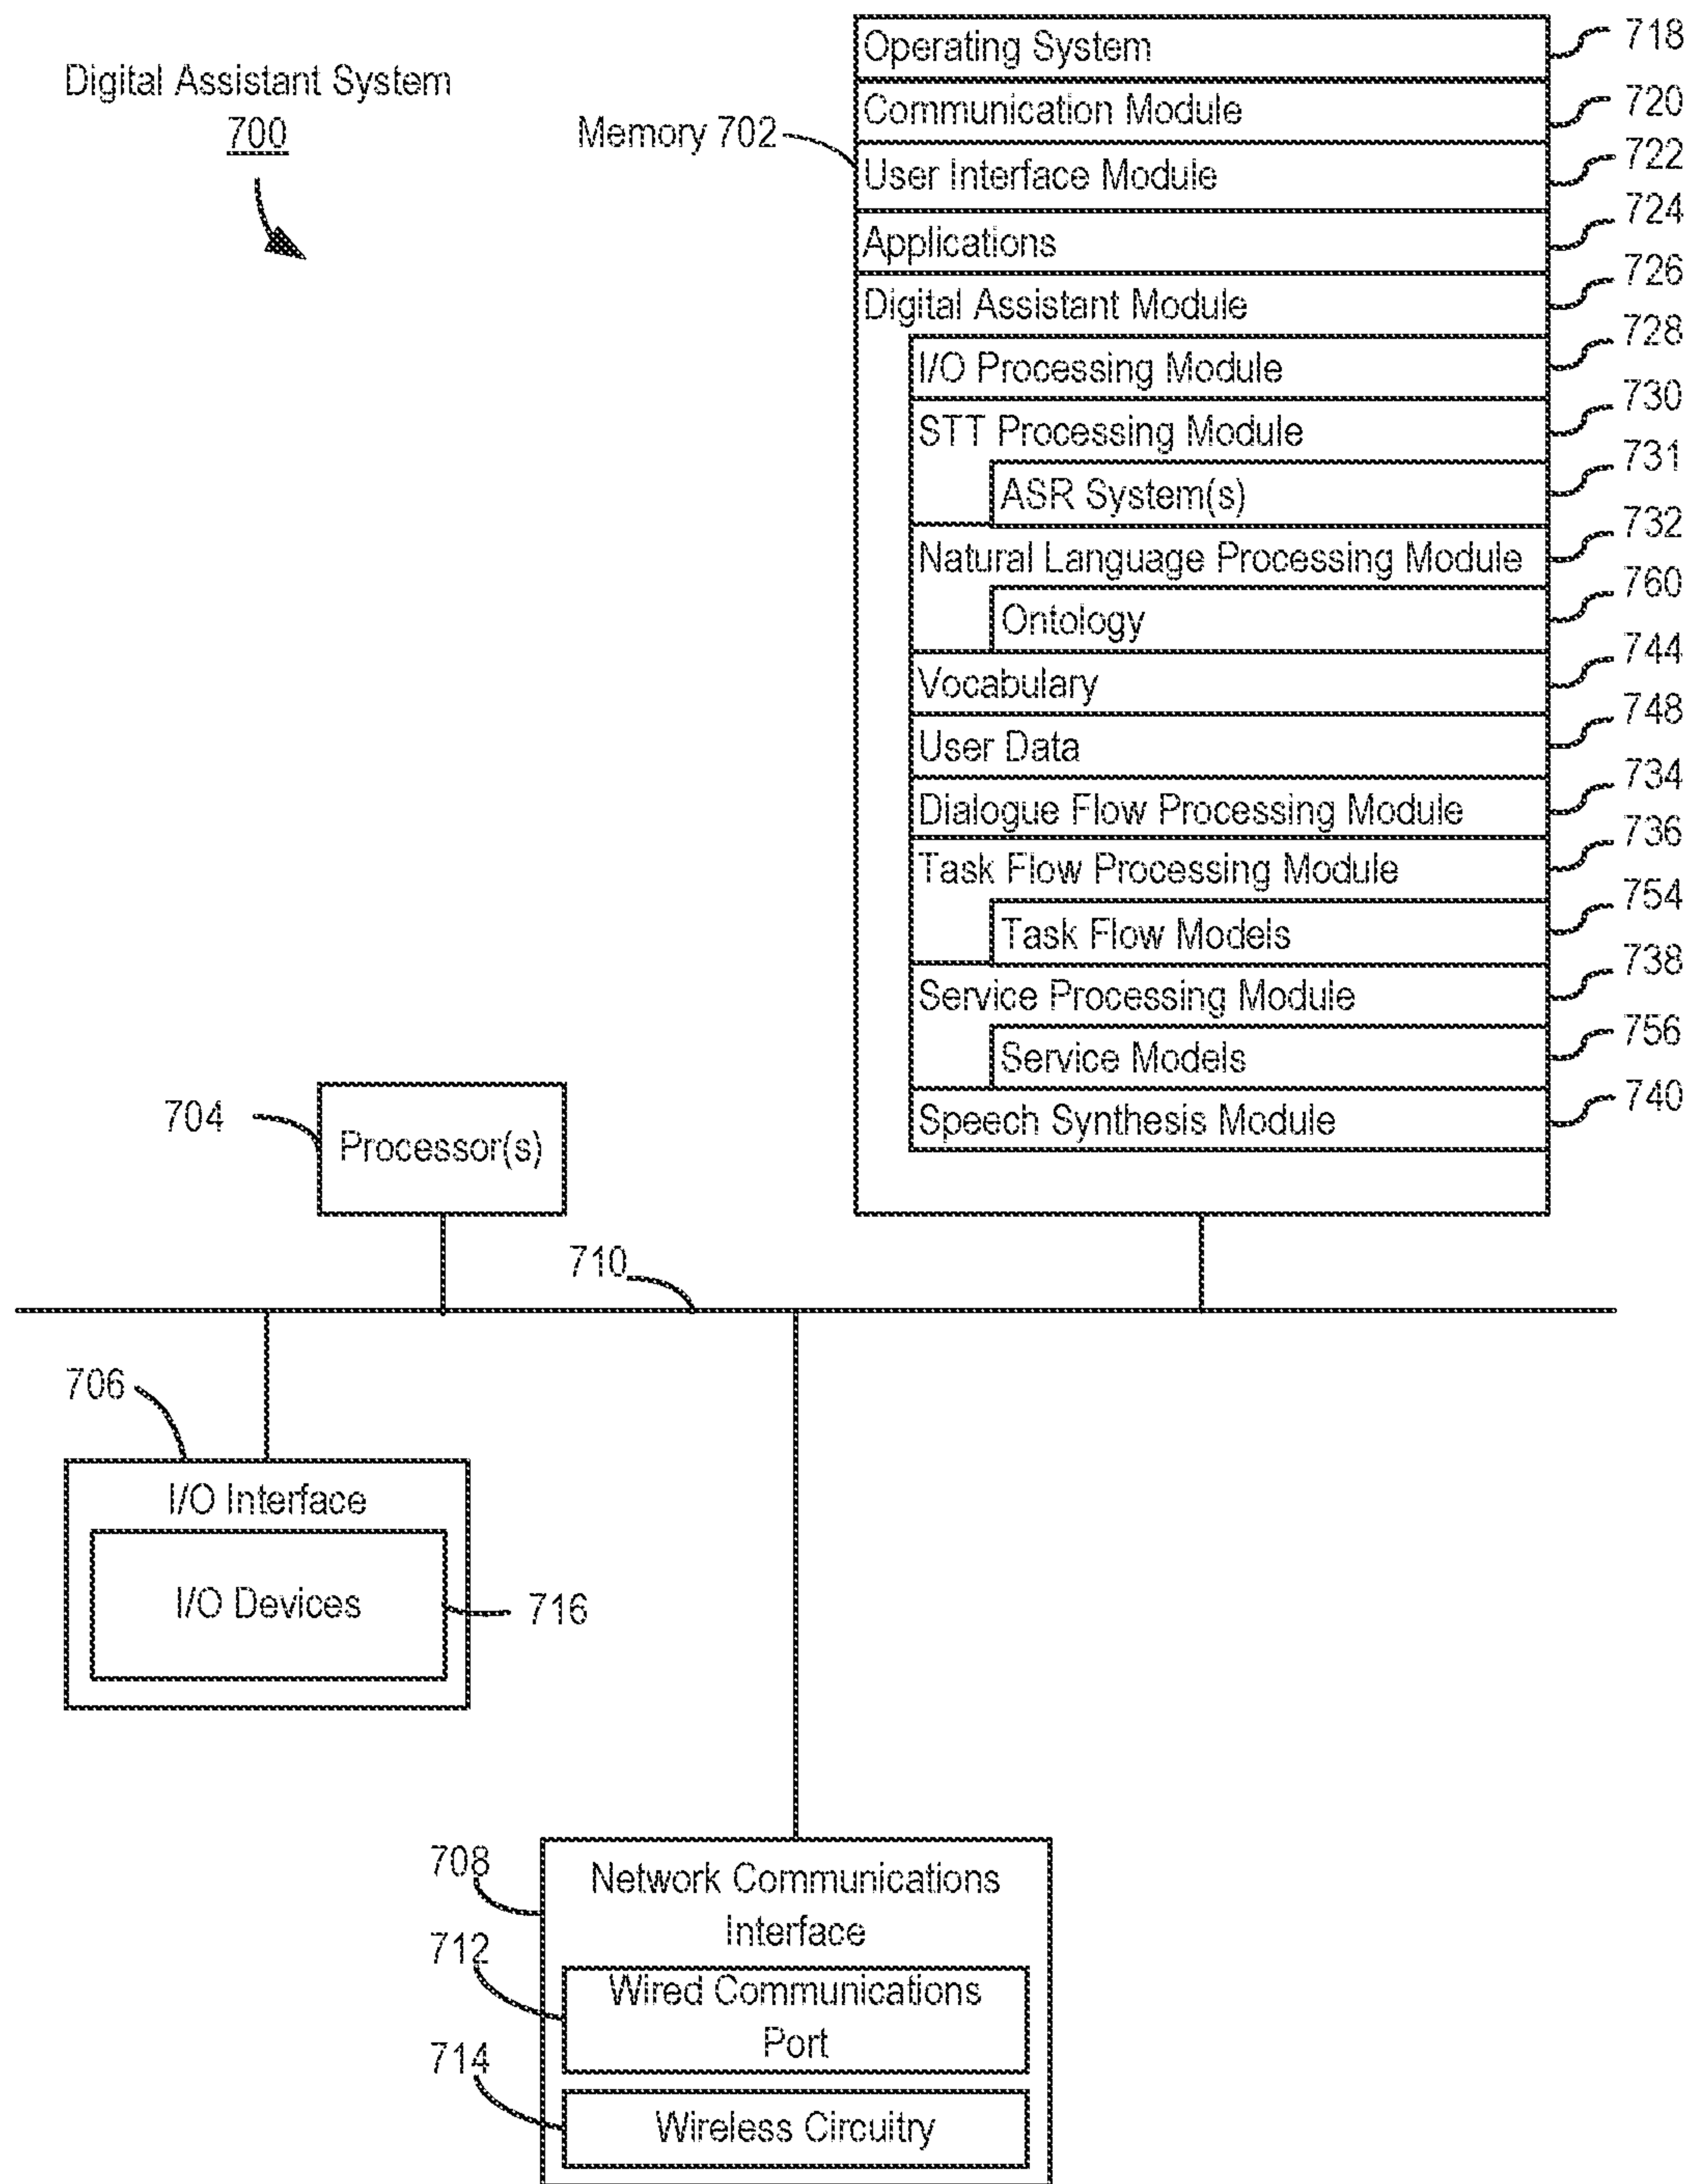 Digital Assistant System
700
Memory 702
Operating System
718
Communication Module
720
User Interface Module
722
Applications
724
Digital Assistant Module
726
I/O Processing Module
728
STT Processing Module
730
ASR System(s)
731
Natural Language Processing Module
732
Ontology
760
Vocabulary
744
User Data
748
Dialogue Flow Processing Module
734
Task Flow Processing Module
736
Task Flow Models
754
Service Processing Module
738
Service Models
756
Speech Synthesis Module
740
704
Processor(s)
710
706
I/O Interface
I/O Devices
716
708
Network Communications
Interface
712
Wired Communications
Port
714
Wireless Circuitry